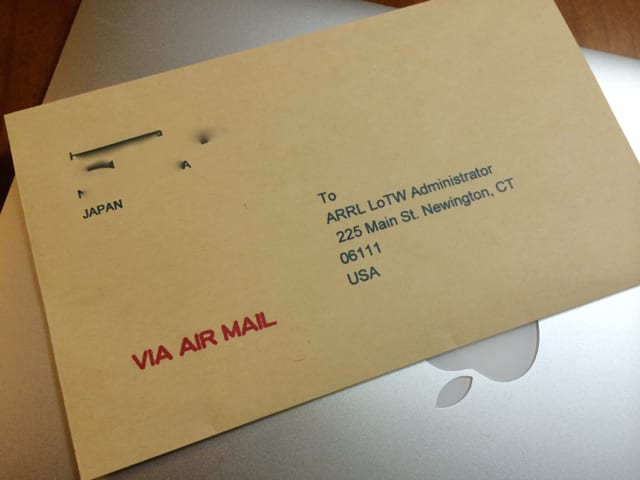 JAPAN
To
ARRL LoTW Administrator
225 Main St. Newington, CT
06111
USA
VIA AIR MAIL